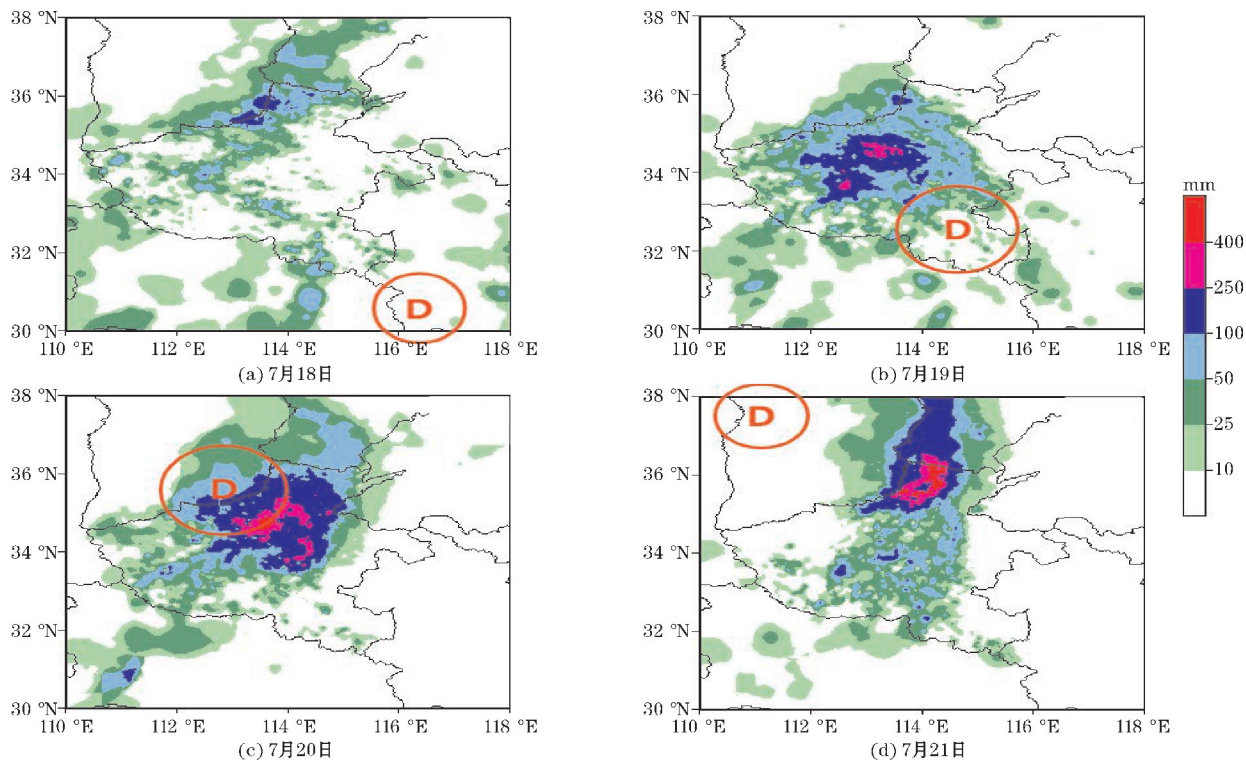 38 °N
36 °N
34 °N
32 °N
30 °N
D
110 °E 112 °E 114 °E 116 °E 118 °E
(a) 7月18日
38 °N
36 °N
34 °N
32 °N
30 °N
D
110 °E 112 °E 114 °E 116 °E 118 °E
(b) 7月19日
mm
400
250
100
50
25
10
38 °N
36 °N
34 °N
32 °N
30 °N
D
110 °E 112 °E 114 °E 116 °E 118 °E
(c) 7月20日
38 °N
36 °N
34 °N
32 °N
30 °N
D
110 °E 112 °E 114 °E 116 °E 118 °E
(d) 7月21日